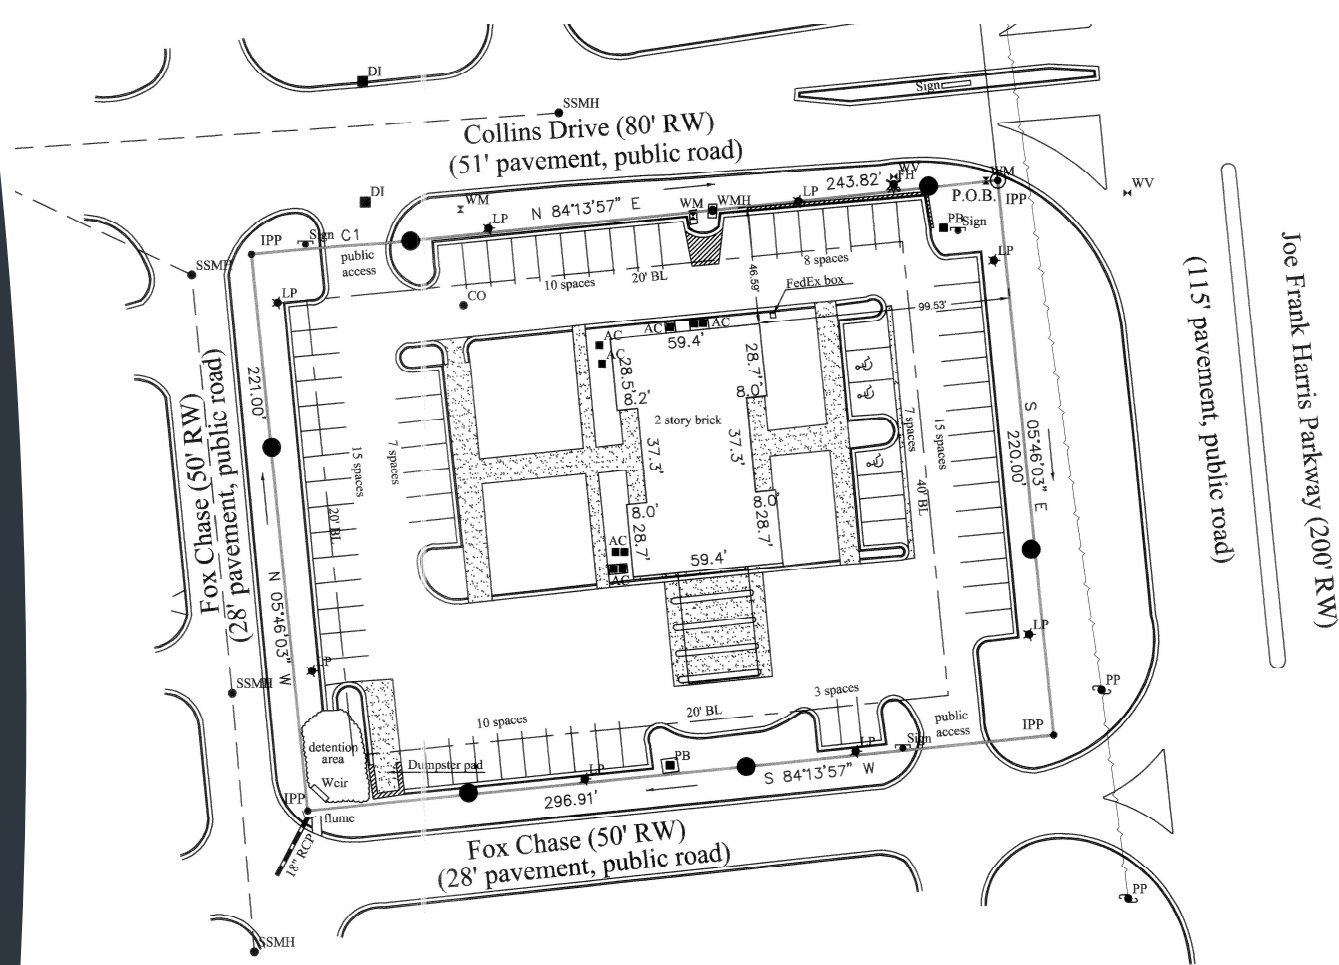 DI
SSMH
Sign
Collins Drive (80' RW)
(51' pavement, public road)
WV
FH
WM
243.82'
P.O.B.
IPP
WV
DI
WM
LP
N 84°13'57" E
WM
WMH
LP
PB
Sign
IPP
Sign
C1
public
access
LP
SSMH
LP
10 spaces
20' BL
8 spaces
46.59'
FedEx box
99.53'
CO
AC
AC
AC
AC
59.4'
28.5'
8.2'
28.7'
8.0'
2 story brick
37.3'
37.3'
8.0'
28.7'
8.0'
28.7'
59.4'
AC
AC
221.00'
N 05°46'03" W
15 spaces
7 spaces
20' BL
7 spaces
15 spaces
40' BL
S 05°46'03" E
220.00'
Fox Chase (50' RW)
(28' pavement, public road)
Joe Frank Harris Parkway (200' RW)
(115' pavement, public road)
LP
LP
SSMH
PP
3 spaces
20' BL
10 spaces
public
access
IPP
LP
Sign
PB
LP
S 84°13'57" W
296.91'
detention
area
Weir
Dumpster pad
IPP
flume
18" RCP
Fox Chase (50' RW)
(28' pavement, public road)
PP
SSMH